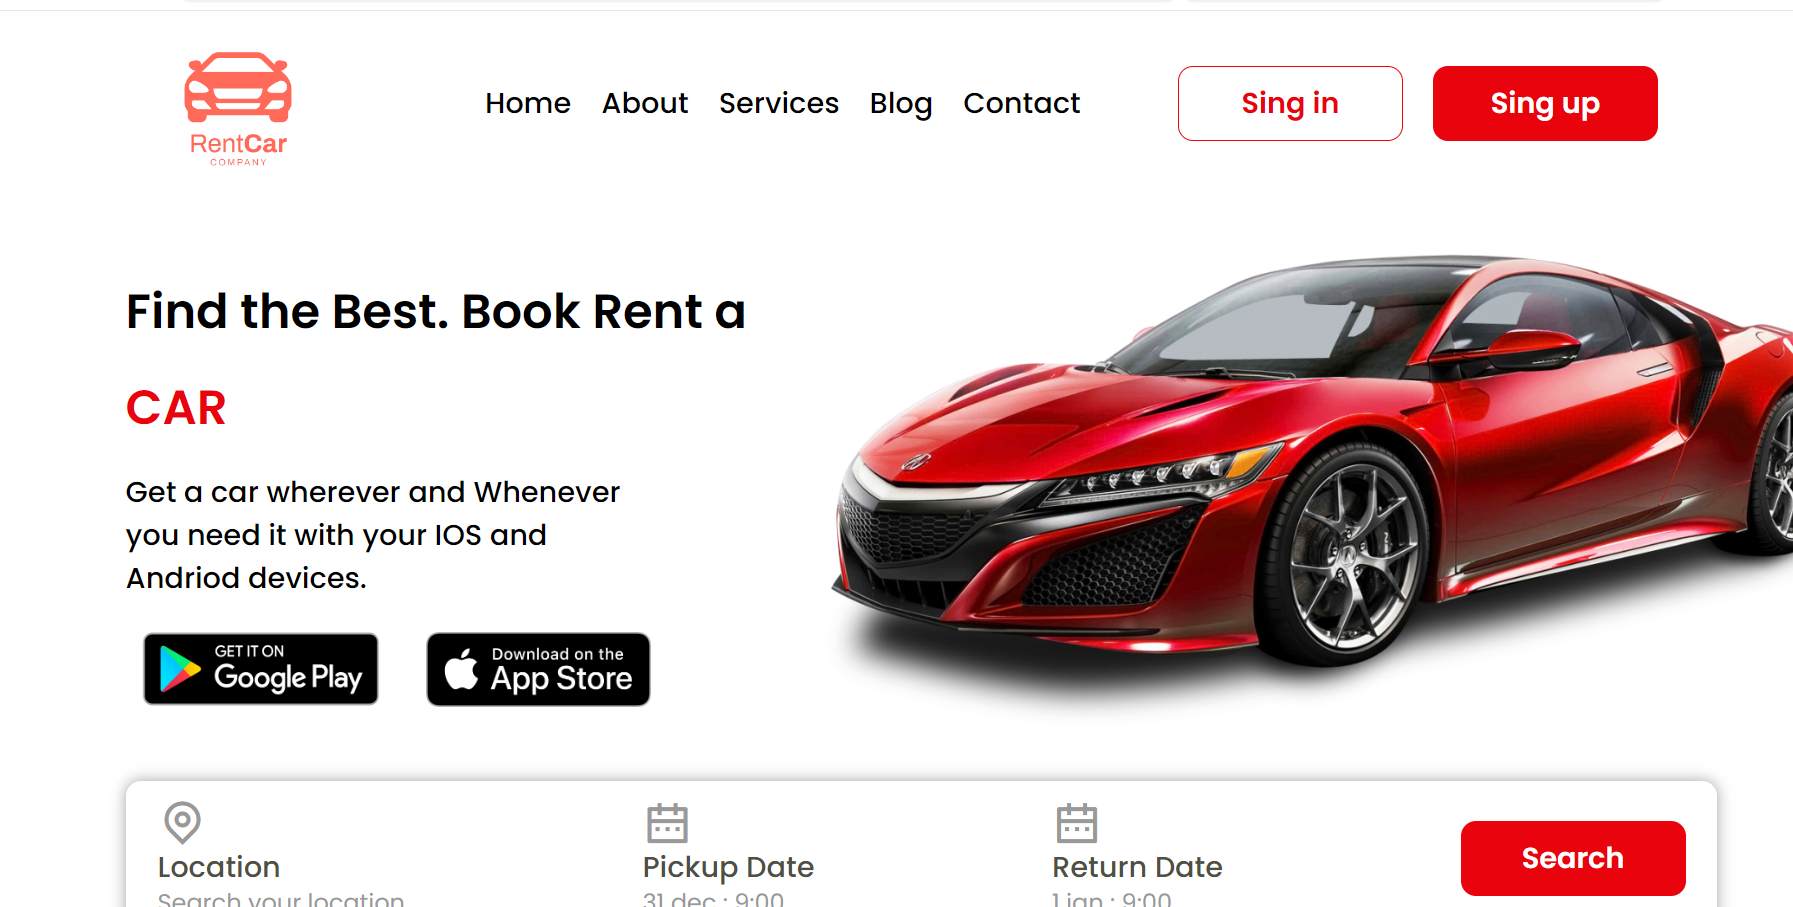 RentCar
COMPANY
Home About Services Blog Contact
Sing in
Sing up
Find the Best. Book Rent a
CAR
Get a car wherever and Whenever
you need it with your IOS and
Andriod devices.
GET IT ON
Google Play
Download on the
App Store
Location
Search your location
Pickup Date
31 dec : 9:00
Return Date
1 jan : 9:00
Search